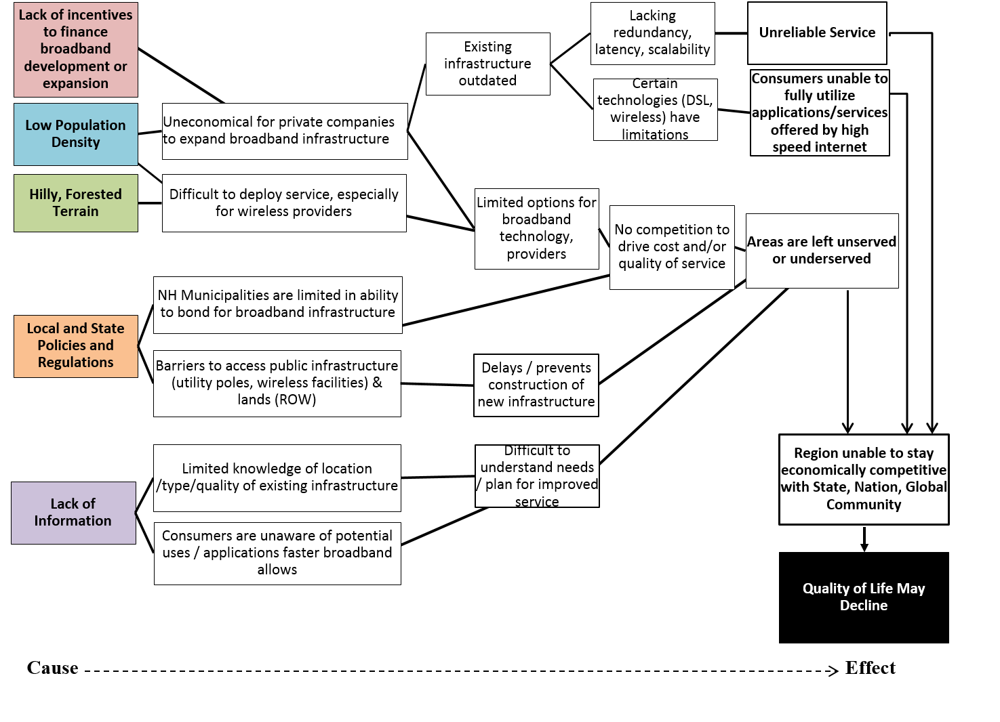 Lack of incentives
to finance
broadband
development or
expansion
Low Population
Density
Hilly, Forested
Terrain
Local and State
Policies and
Regulations
Lack of
Information
Uneconomical for private companies
to expand broadband infrastructure
Difficult to deploy service, especially
for wireless providers
NH Municipalities are limited in ability
to bond for broadband infrastructure
Barriers to access public infrastructure
(utility poles, wireless facilities) &
lands (ROW)
Limited knowledge of location
/type/quality of existing infrastructure
Consumers are unaware of potential
uses / applications faster broadband
allows
Existing
infrastructure
outdated
Limited options for
broadband
technology,
providers
Delays / prevents
construction of
new infrastructure
Difficult to
understand needs
/ plan for improved
service
Lacking
redundancy,
latency, scalability
Certain
technologies (DSL,
wireless) have
limitations
No competition to
drive cost and/or
quality of service
Unreliable Service
Consumers unable to
fully utilize
applications/services
offered by high
speed internet
Areas are left unserved
or underserved
Region unable to stay
economically competitive
with State, Nation, Global
Community
Quality of Life May
Decline
Cause
Effect